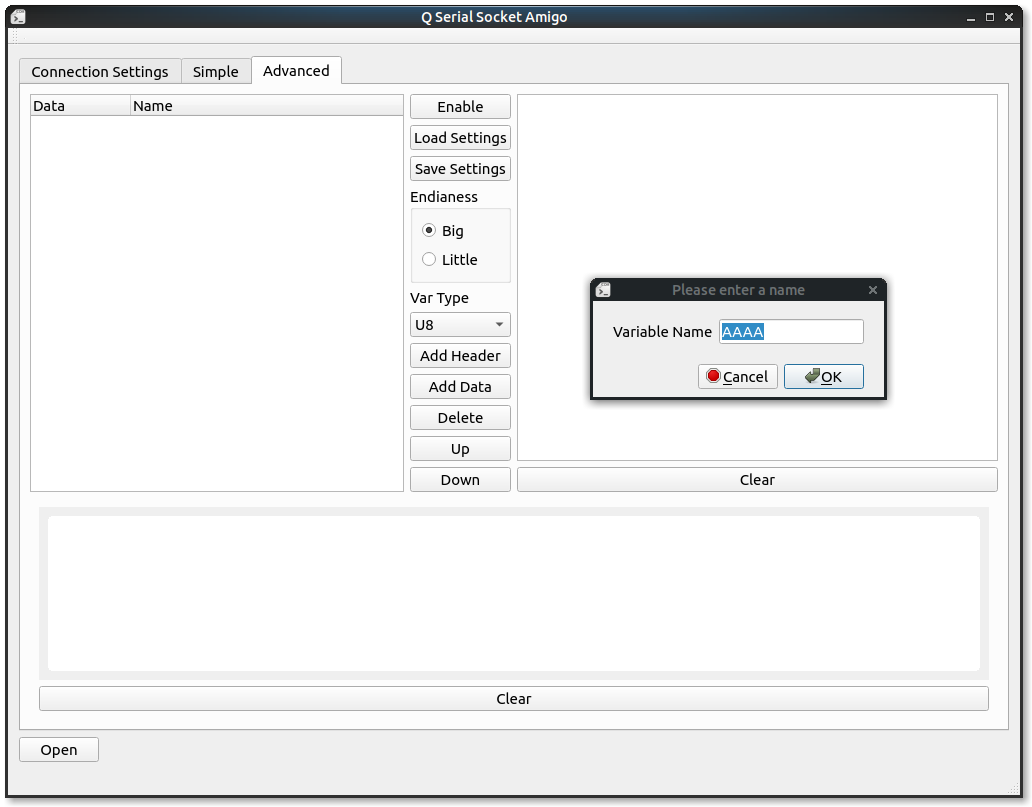 Q Serial Socket Amigo
Connection Settings Simple Advanced
Data Name
Enable
Load Settings
Save Settings
Endianess
Big
Little
Var Type
U8
Add Header
Add Data
Delete
Up
Down
Please enter a name
Variable Name AAAA
Cancel OK
Clear
Clear
Open